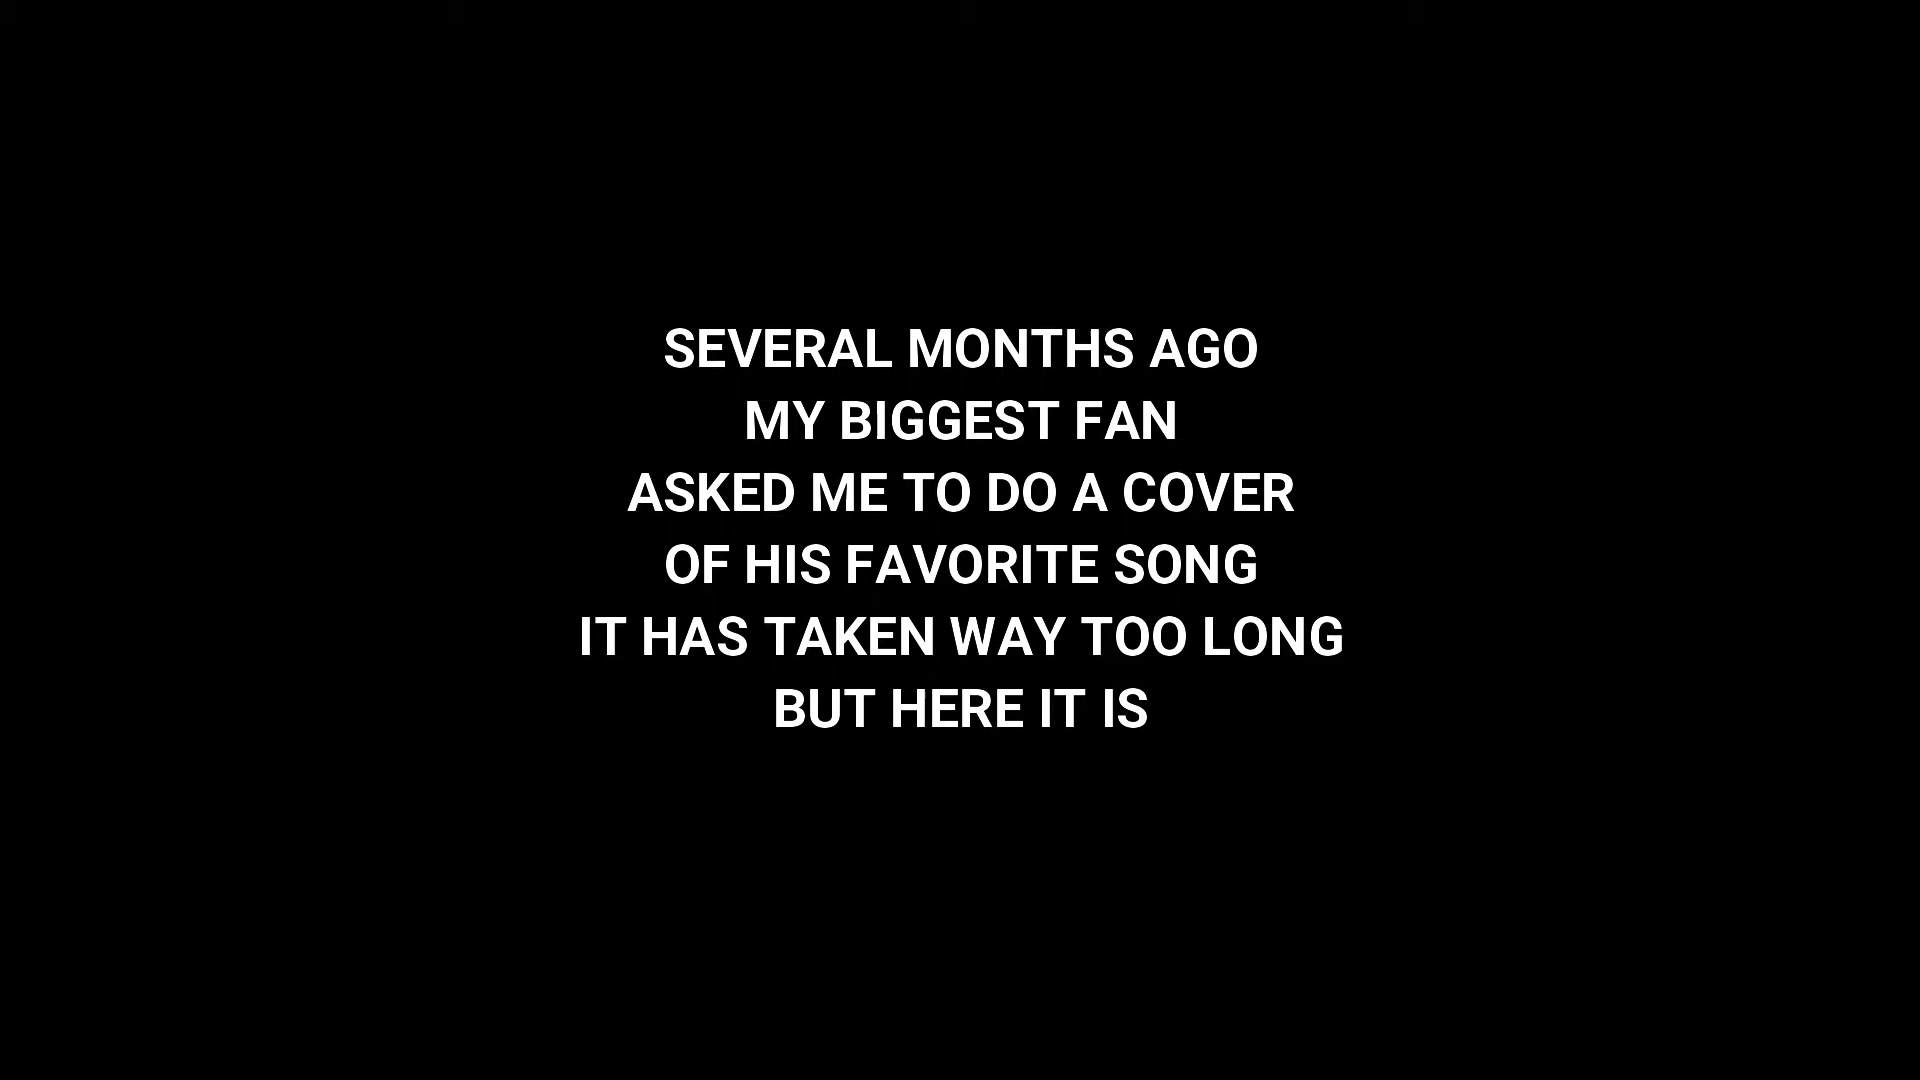 SEVERAL MONTHS AGO
MY BIGGEST FAN
ASKED ME TO DO A COVER
OF HIS FAVORITE SONG
IT HAS TAKEN WAY TOO LONG
BUT HERE IT IS